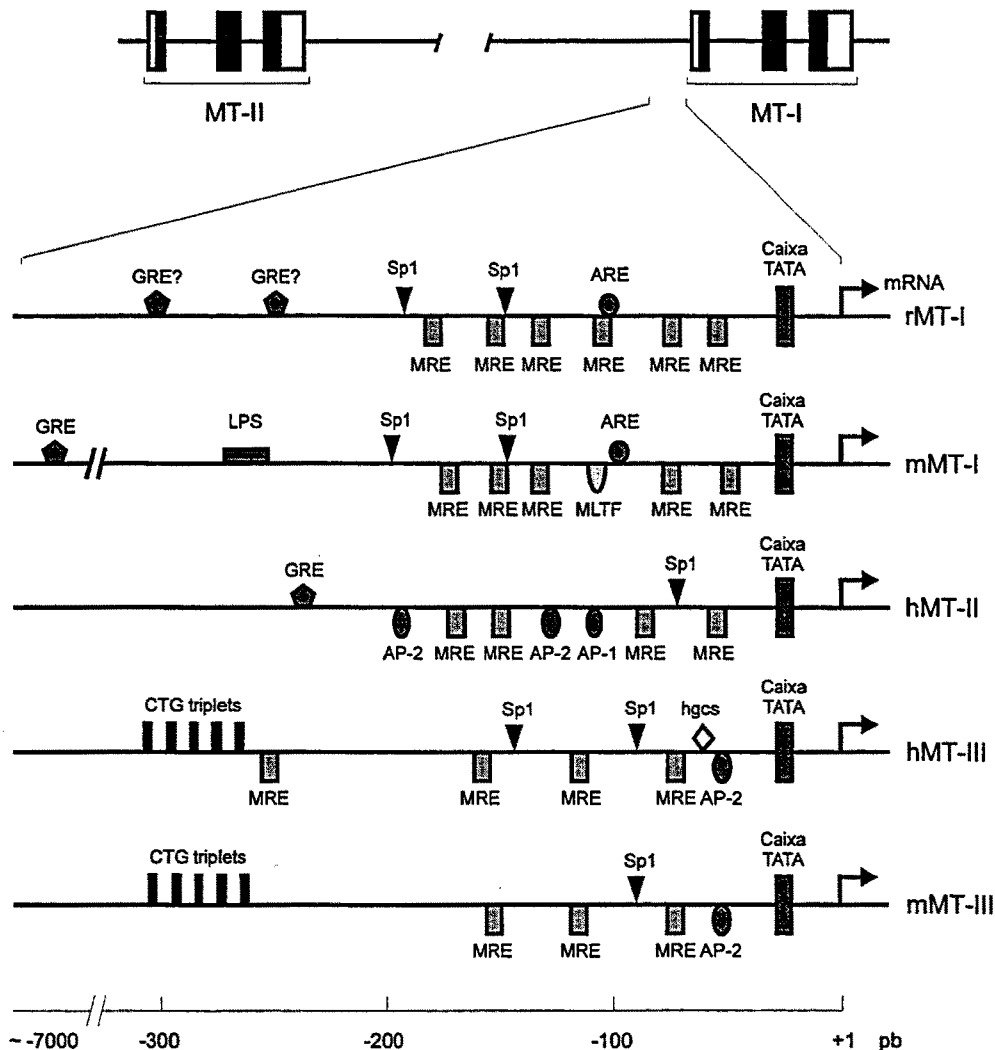 MT-II
MT-I
GRE?
GRE?
Sp1
Sp1
ARE
Caixa
TATA
mRNA
rMT-I
MRE
MRE
MRE
MRE
MRE
MRE
GRE
LPS
Sp1
Sp1
ARE
Caixa
TATA
mMT-I
MRE
MRE
MRE
MLTF
MRE
MRE
GRE
Sp1
Caixa
TATA
hMT-II
AP-2
MRE
MRE
AP-2
AP-1
MRE
MRE
CTG triplets
Sp1
Sp1
hgcs
Caixa
TATA
hMT-III
MRE
MRE
MRE
MRE
AP-2
CTG triplets
Sp1
Caixa
TATA
mMT-III
MRE
MRE
MRE
AP-2
~ -7000
-300
-200
-100
+1
pb